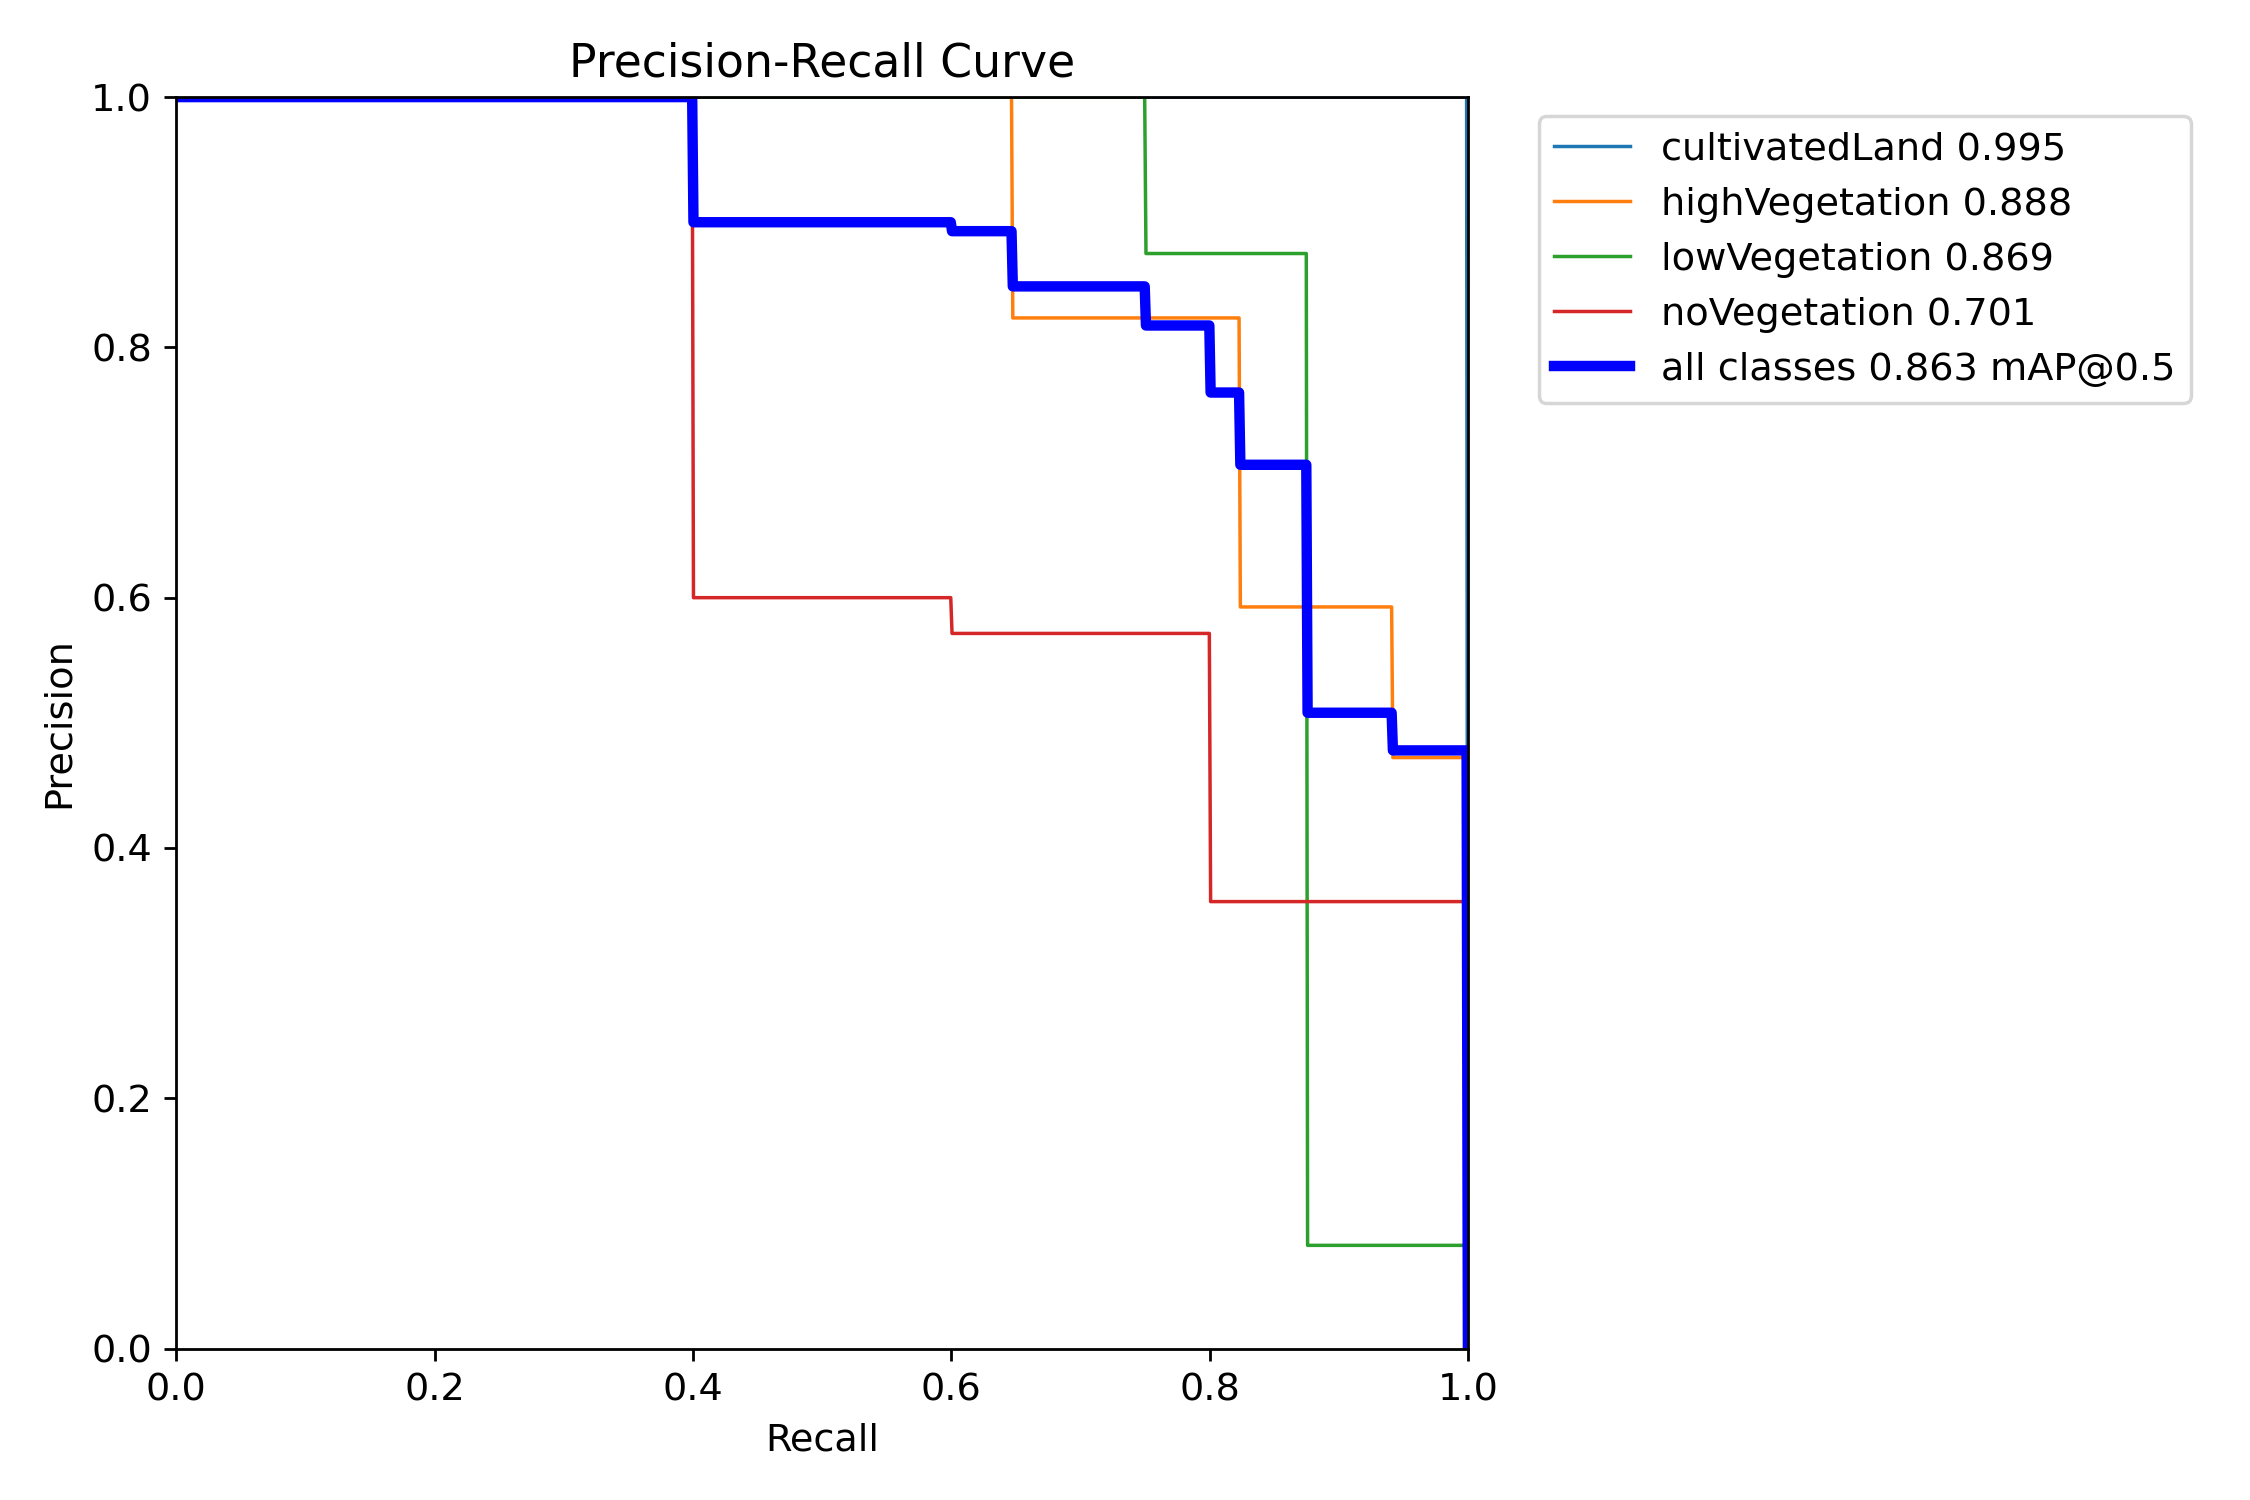 Precision-Recall Curve
1.0
0.8
0.6
0.4
0.2
0.0
Precision
0.0 0.2 0.4 0.6 0.8 1.0
Recall
cultivatedLand 0.995
highVegetation 0.888
lowVegetation 0.869
noVegetation 0.701
all classes 0.863 mAP@0.5